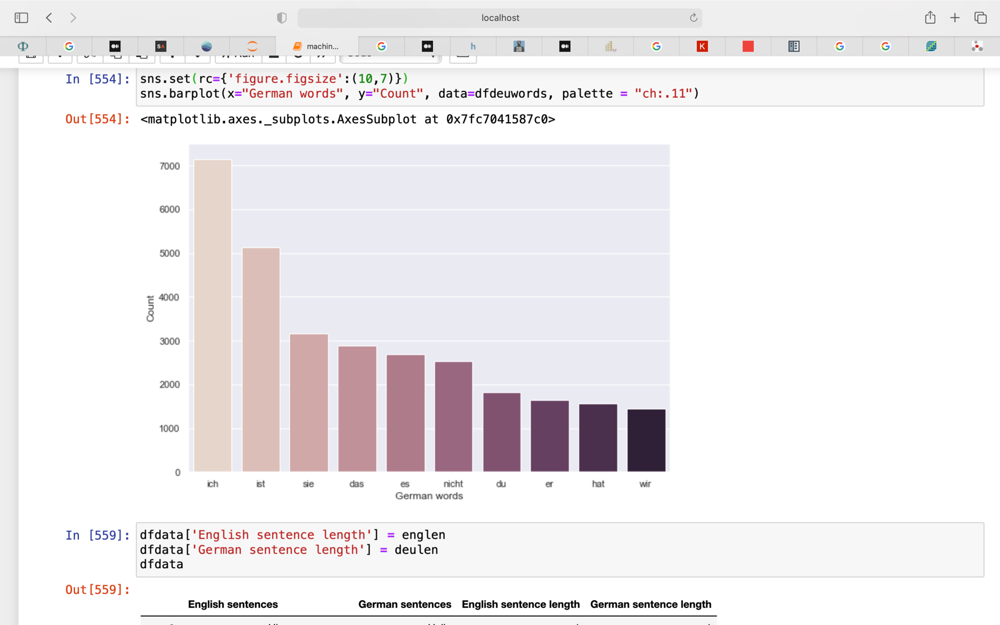 localhost
SA
machin...
h
K
In [554]: sns.set(rc={'figure.figsize':(10,7)})
sns.barplot(x="German words", y="Count", data=dfdeuwords, palette = "ch:.11")
Out[554]: <matplotlib.axes._subplots.AxesSubplot at 0x7fc7041587c0>
7000
6000
5000
4000
3000
2000
1000
0
Count
ich ist sie das es nicht du er hat wir
German words
In [559]: dfdata['English sentence length'] = englen
dfdata['German sentence length'] = deulen
dfdata
Out[559]:
English sentences German sentences English sentence length German sentence length